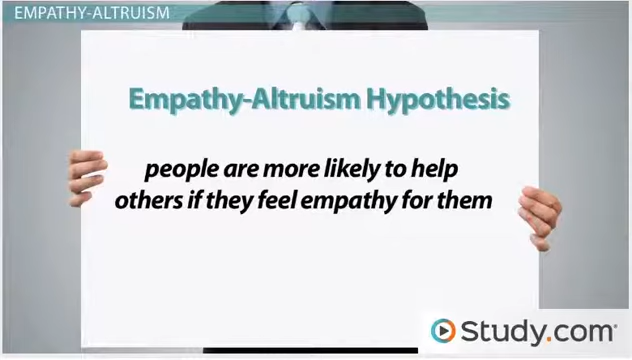 EMPATHY-ALTRUISM
Empathy-Altruism Hypothesis
people are more likely to help
others if they feel empathy for them
Study.com